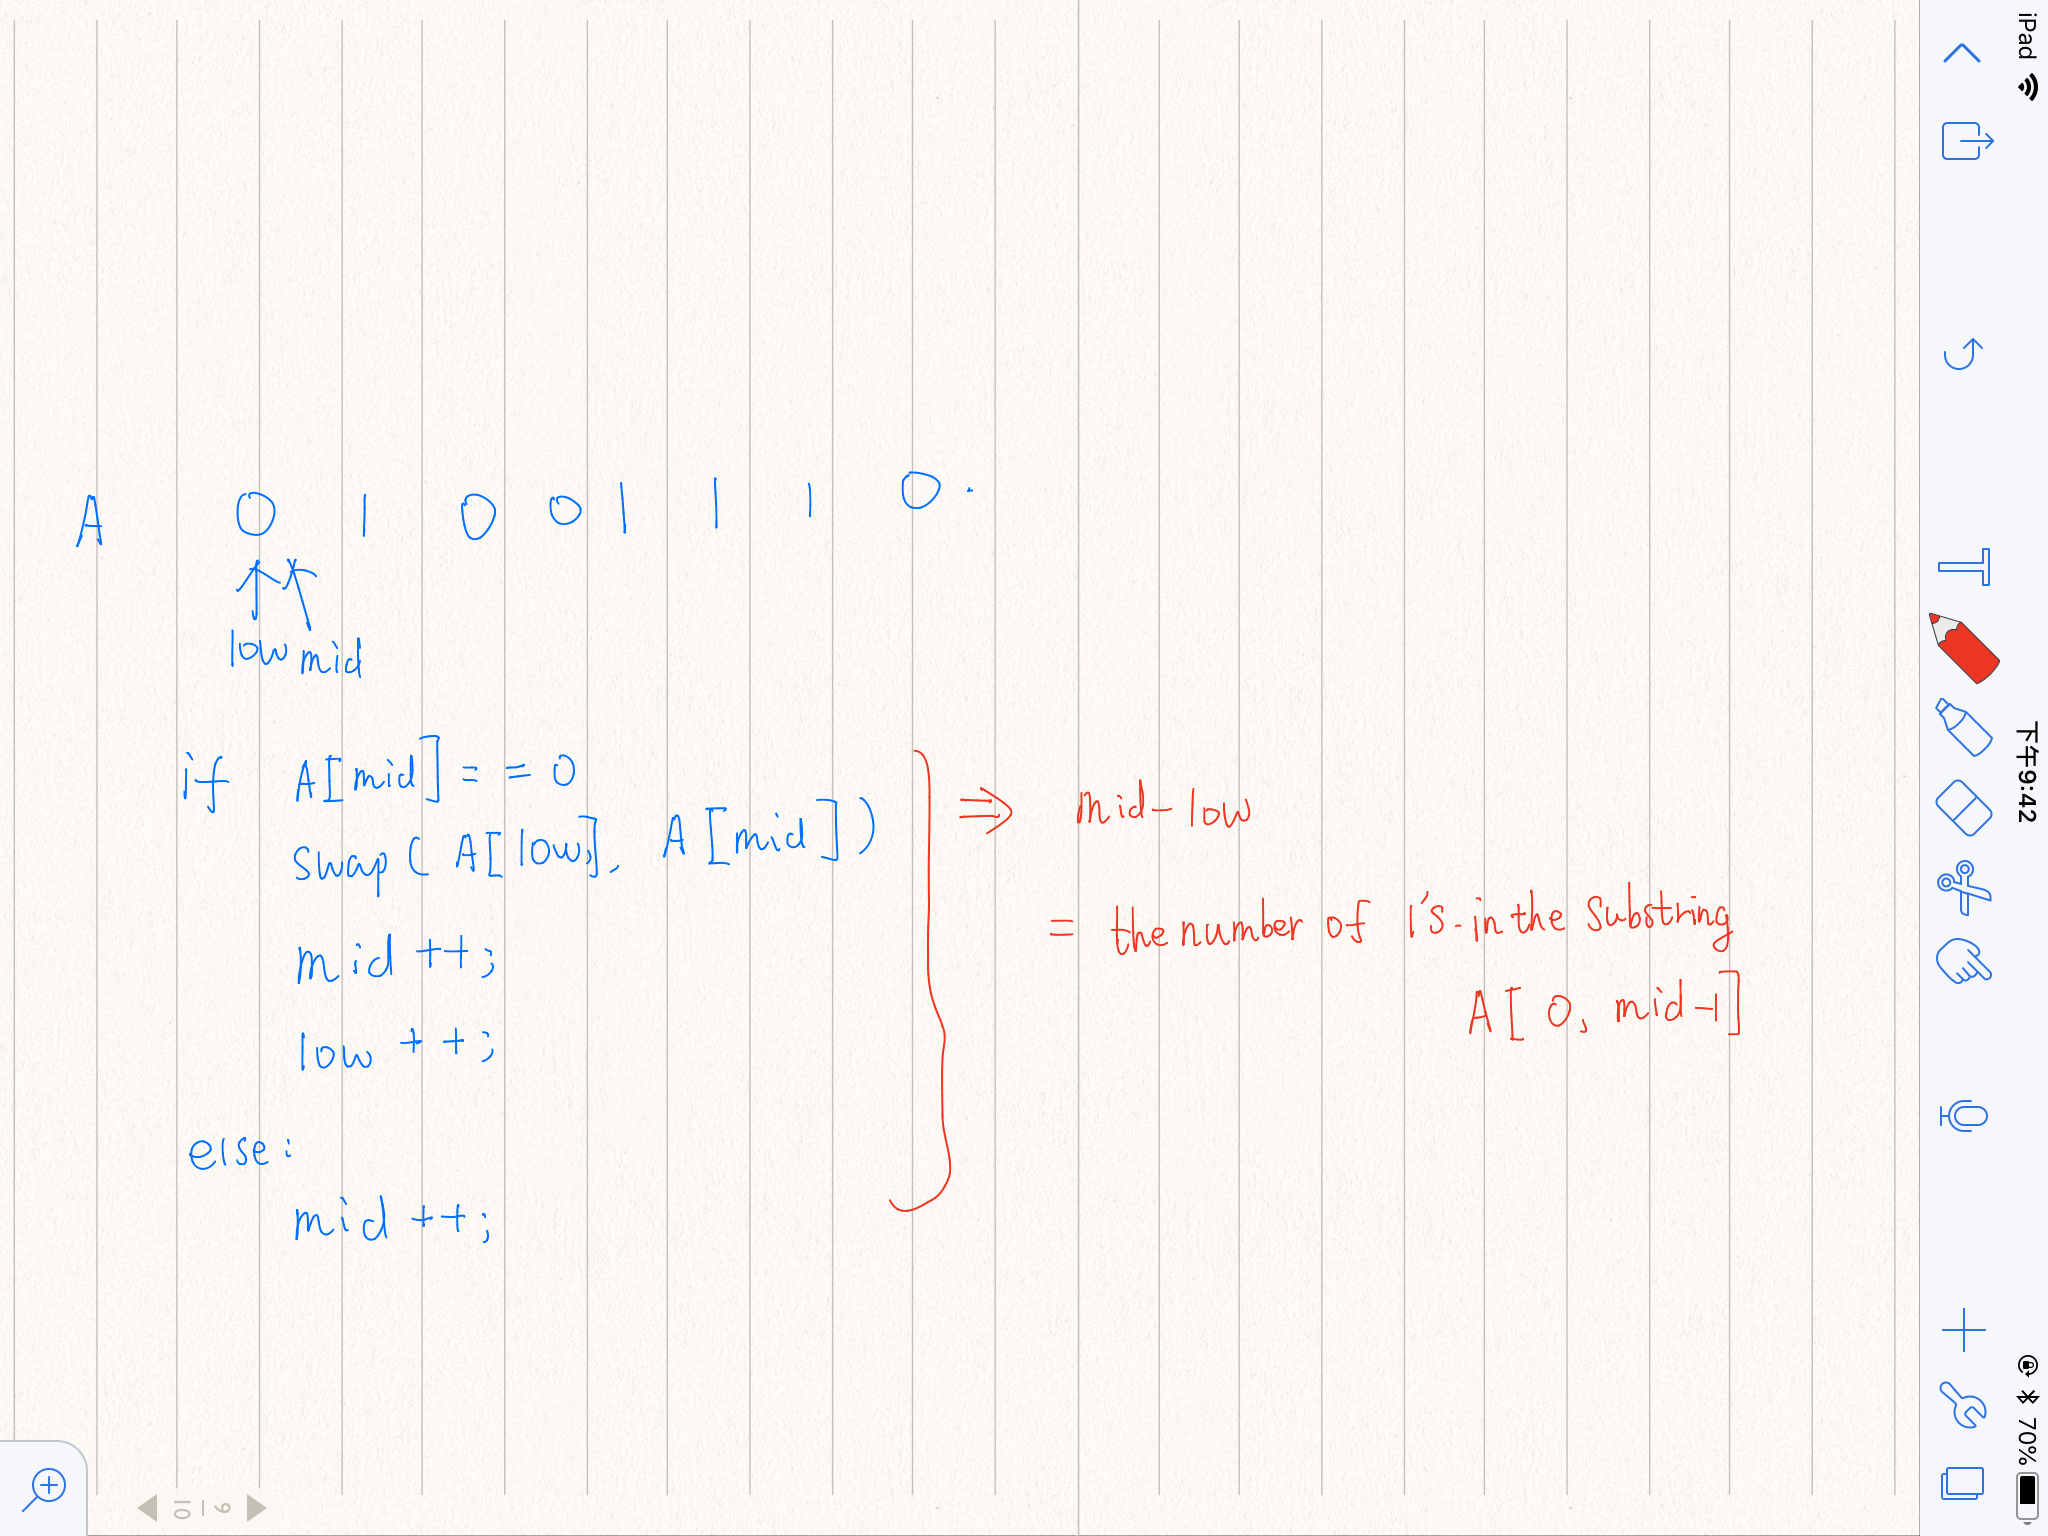 A 0 1 0 0 1 1 1 0 .
low mid
if A[mid] == 0
swap( A[low], A[mid])
mid ++;
low ++;
else:
mid ++;
⇒ mid-low
= the number of 1's in the substring
A[ 0, mid-1]
iPad
下午9:42
70%
9 / 10